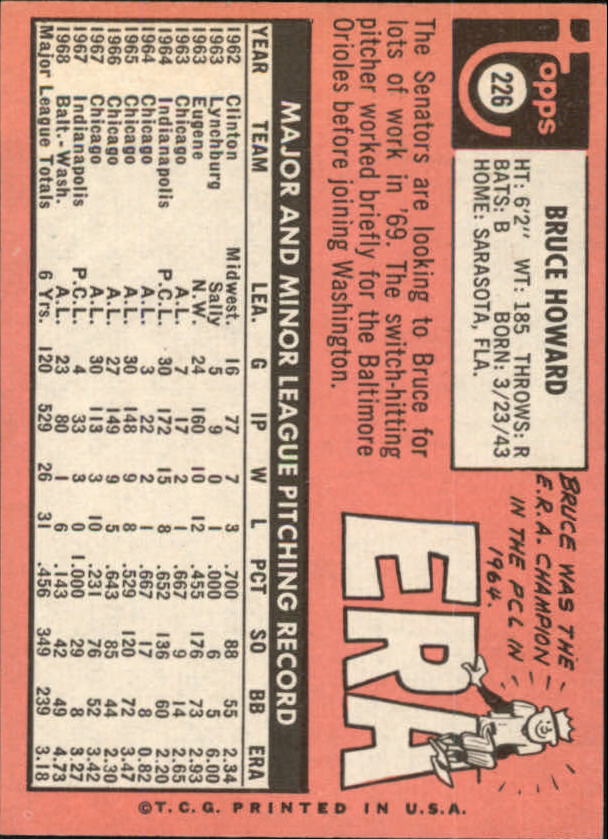 Topps
226
BRUCE HOWARD
HT: 6'2" WT: 185 THROWS: R
BATS: B BORN: 3/23/43
HOME: SARASOTA, FLA.
The Senators are looking to Bruce for
lots of work in '69. The switch-hitting
pitcher worked briefly for the Baltimore
Orioles before joining Washington.
BRUCE WAS THE
E.R.A. CHAMPION
IN THE PCL IN
1964.
ERA
MAJOR AND MINOR LEAGUE PITCHING RECORD
YEAR TEAM LEA. G IP W L PCT SO BB ERA
1962 Clinton Midwest. 16 77 7 3 .700 88 55 2.34
1963 Lynchburg Sally 5 9 0 1 .000 6 5 6.00
1963 Eugene N.W. 24 160 10 12 .455 176 73 2.93
1963 Chicago A.L. 7 17 2 1 .667 9 14 2.65
1964 Indianapolis P.C.L. 30 172 15 8 .652 136 60 2.20
1964 Chicago A.L. 3 22 2 1 .667 17 8 0.82
1965 Chicago A.L. 30 148 9 8 .529 120 72 3.47
1966 Chicago A.L. 27 149 9 5 .643 85 44 2.30
1967 Chicago A.L. 30 113 3 10 .231 76 52 3.42
1967 Indianapolis P.C.L. 4 33 3 0 1.000 29 8 3.27
1968 Balt.-Wash. A.L. 23 80 1 6 .143 42 49 4.73
Major League Totals 6 Yrs. 120 529 26 31 .456 349 239 3.18
©T.C.G. PRINTED IN U.S.A.